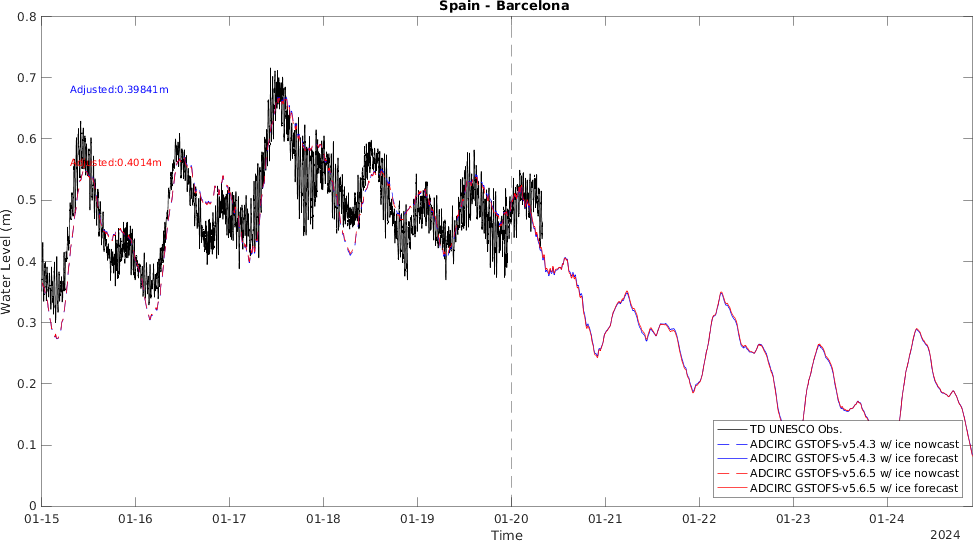 Spain - Barcelona
0.8
0.7
0.6
0.5
0.4
0.3
0.2
0.1
0
Water Level (m)
Adjusted:0.39841m
Adjusted:0.4014m
TD UNESCO Obs.
ADCIRC GSTOFS-v5.4.3 w/ ice nowcast
ADCIRC GSTOFS-v5.4.3 w/ ice forecast
ADCIRC GSTOFS-v5.6.5 w/ ice nowcast
ADCIRC GSTOFS-v5.6.5 w/ ice forecast
01-15 01-16 01-17 01-18 01-19 01-20 01-21 01-22 01-23 01-24
Time
2024